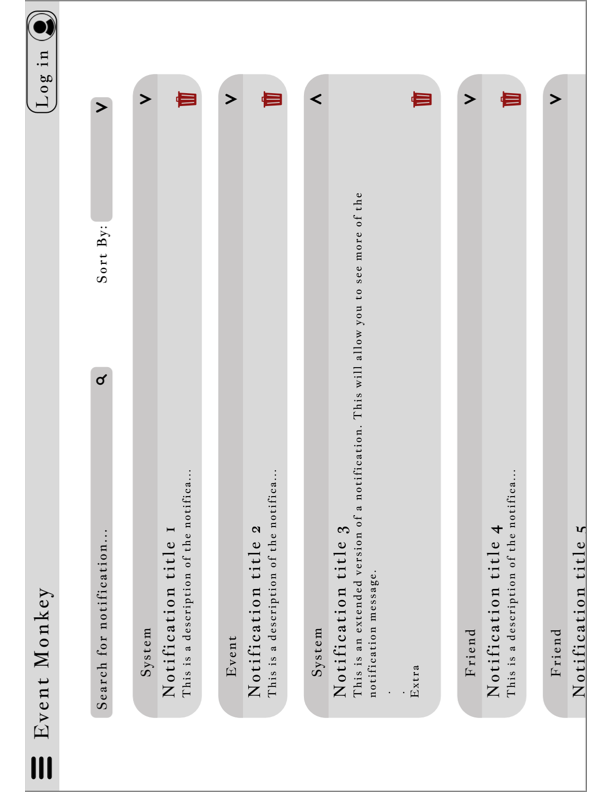 Event Monkey
Log in
Search for notification...
Sort By:
System
Notification title 1
This is a description of the notifica...
Event
Notification title 2
This is a description of the notifica...
System
Notification title 3
This is an extended version of a notification. This will allow you to see more of the
notification message.
.
.
Extra
Friend
Notification title 4
This is a description of the notifica...
Friend
Notification title 5